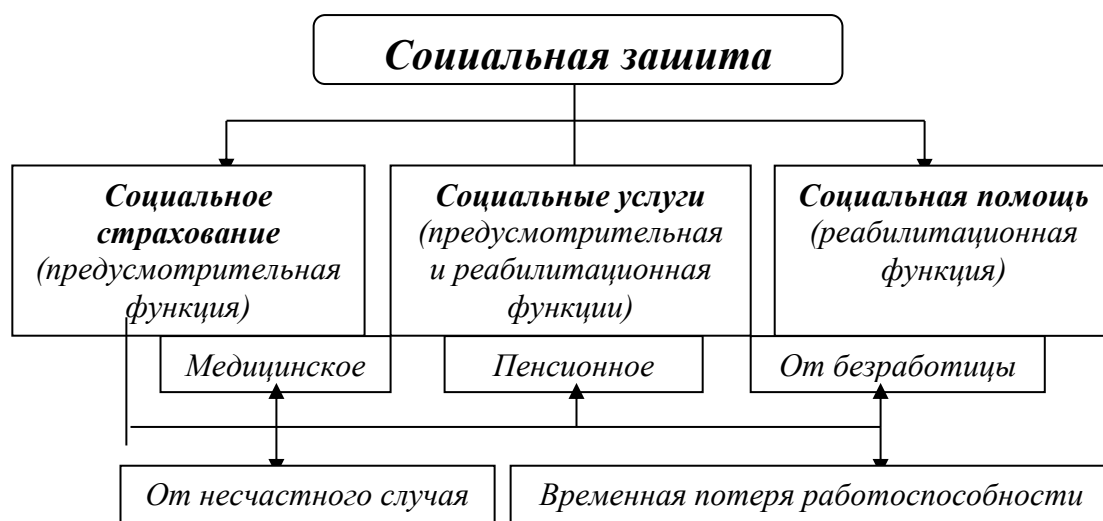 Социальная защита
Социальное
страхование
(предусмотрительная
функция)
Социальные услуги
(предусмотрительная
и реабилитационная
функции)
Социальная помощь
(реабилитационная
функция)
Медицинское
Пенсионное
От безработицы
От несчастного случая
Временная потеря работоспособности